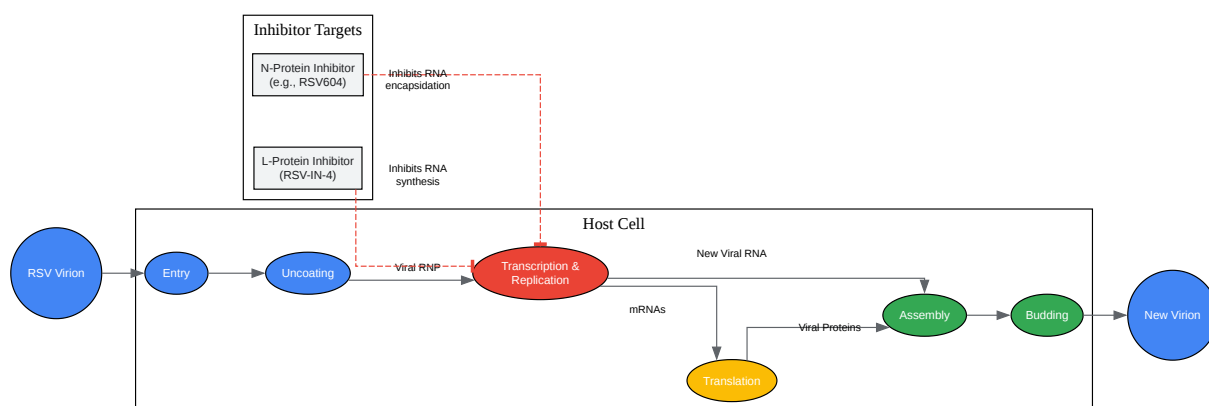 Inhibitor Targets
N-Protein Inhibitor
(e.g., RSV604)
Inhibits RNA
encapsidation
L-Protein Inhibitor
(RSV-IN-4)
Inhibits RNA
synthesis
Host Cell
RSV Virion
Entry
Uncoating
Viral RNP
Transcription &
Replication
New Viral RNA
mRNAs
Translation
Viral Proteins
Assembly
Budding
New Virion